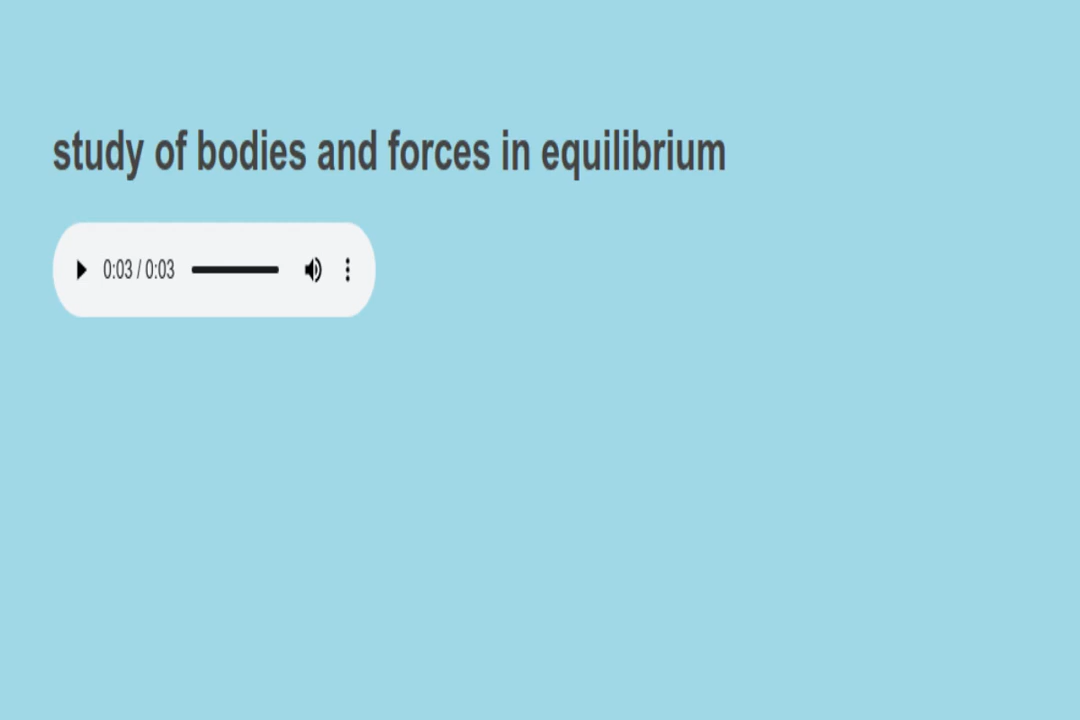 study of bodies and forces in equilibrium
0:03 / 0:03